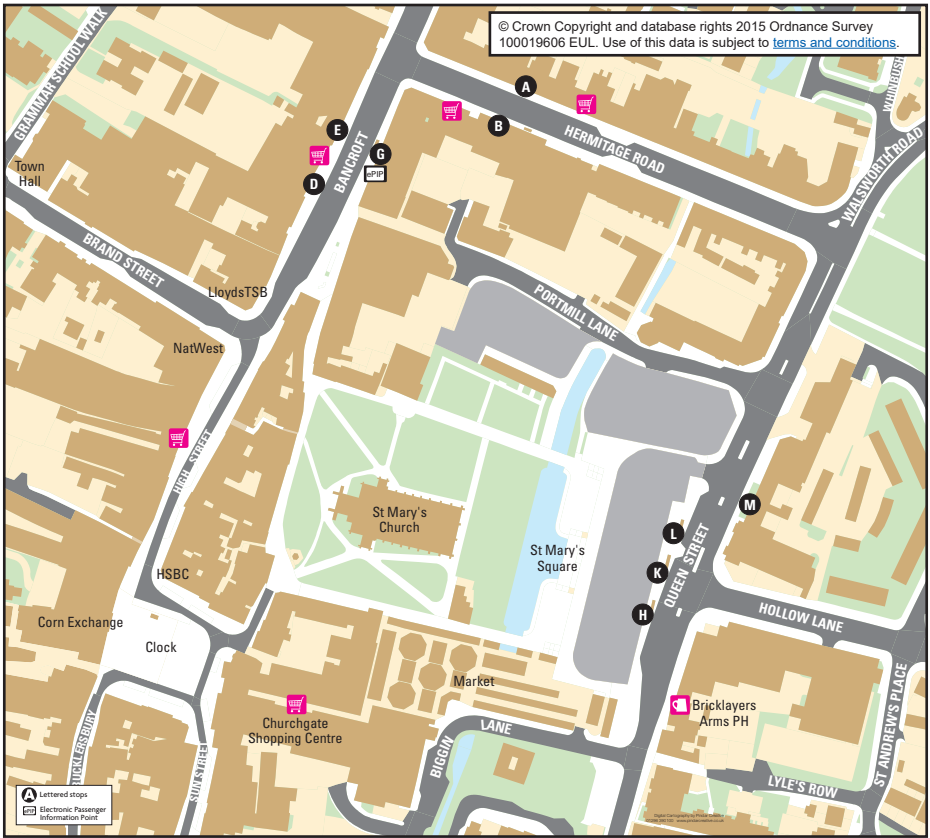 © Crown Copyright and database rights 2015 Ordnance Survey
100019606 EUL. Use of this data is subject to terms and conditions.
GRAMMAR SCHOOL WALK
WHINBUSH
A
B
E
G
ePIP
D
BANCROFT
HERMITAGE ROAD
WALSWORTH ROAD
Town
Hall
BRAND STREET
LloydsTSB
PORTMILL LANE
NatWest
HIGH STREET
St Mary's
Church
M
L
St Mary's
Square
K
QUEEN STREET
HSBC
H
HOLLOW LANE
Corn Exchange
Clock
Market
Bricklayers
Arms PH
Churchgate
Shopping Centre
BIGGIN LANE
ST ANDREW'S PLACE
BUCKLERSBURY
SUN STREET
LYLE'S ROW
A Lettered stops
ePIP Electronic Passenger
Information Point